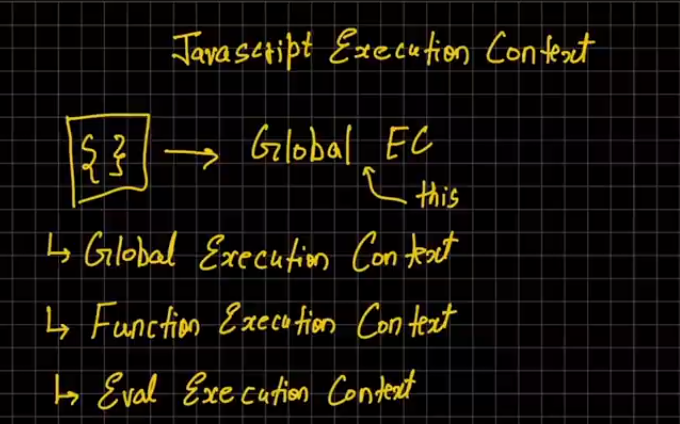 Javascript Execution Context
{} → Global EC
this
↳ Global Execution Context
↳ Function Execution Context
↳ Eval Execution Context